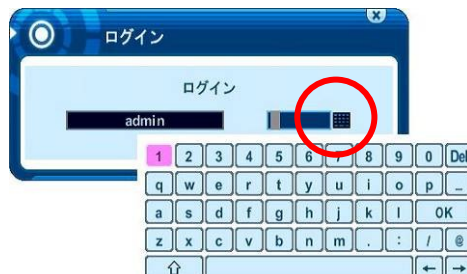 ログイン
ログイン
admin
1 2 3 4 5 6 7 8 9 0 Del
q w e r t y u i o p _
a s d f g h j k l OK
z x c v b n m . : / @
⇧ ← →